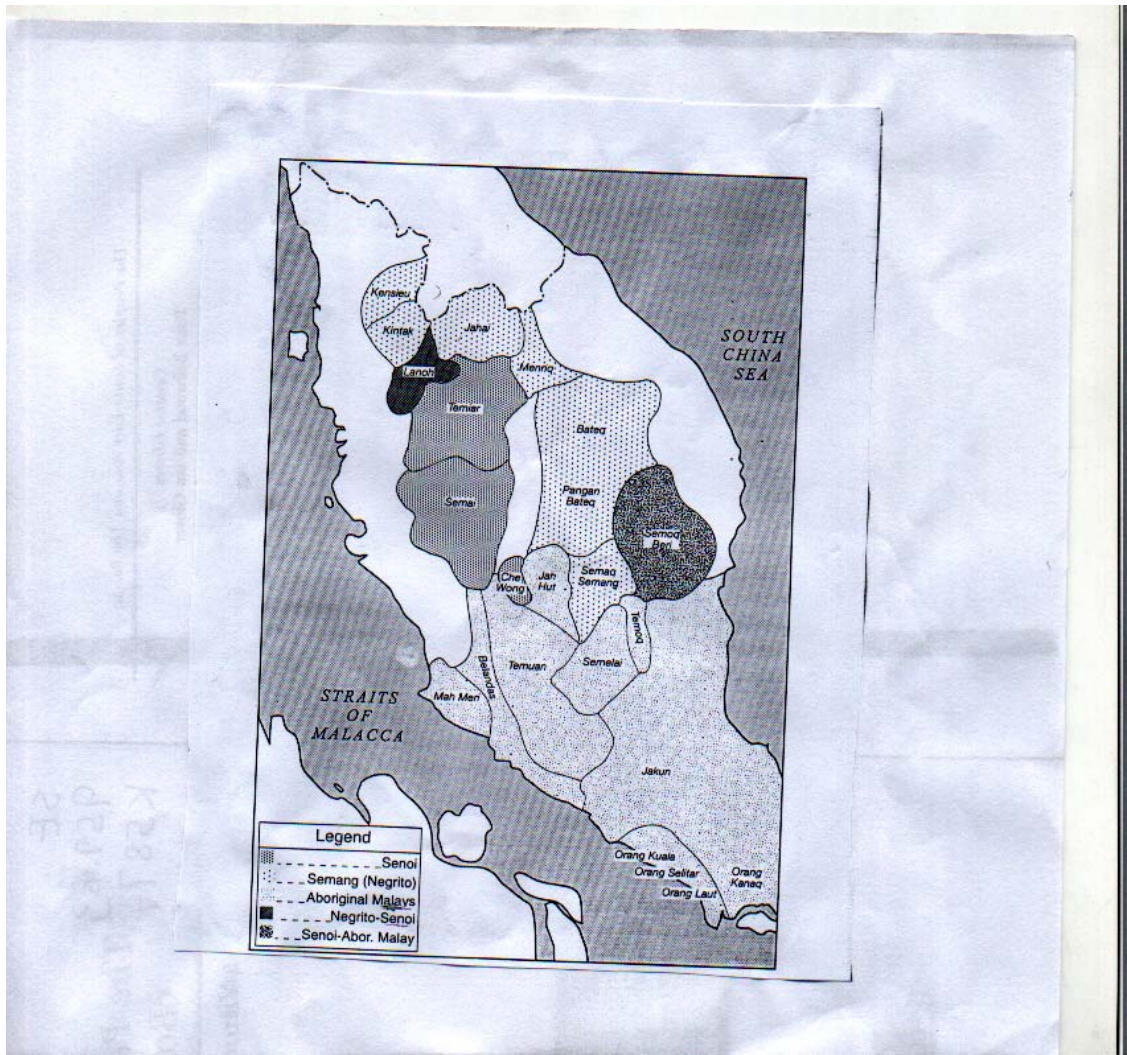 Kensieu
Kintak
Jahai
Lanoh
Menriq
Temiar
Bateq
Semai
Pangan
Bateq
Semoq
Beri
Che
Wong
Jah
Hut
Semaq
Semang
Temoq
Belandas
Temuan
Semelai
Mah Meri
Jakun
Orang Kuala
Orang Selitar
Orang Laut
Orang
Kanaq
SOUTH
CHINA
SEA
STRAITS
OF
MALACCA
Legend
Senoi
Semang (Negrito)
Aboriginal Malays
Negrito-Senoi
Senoi-Abor. Malay